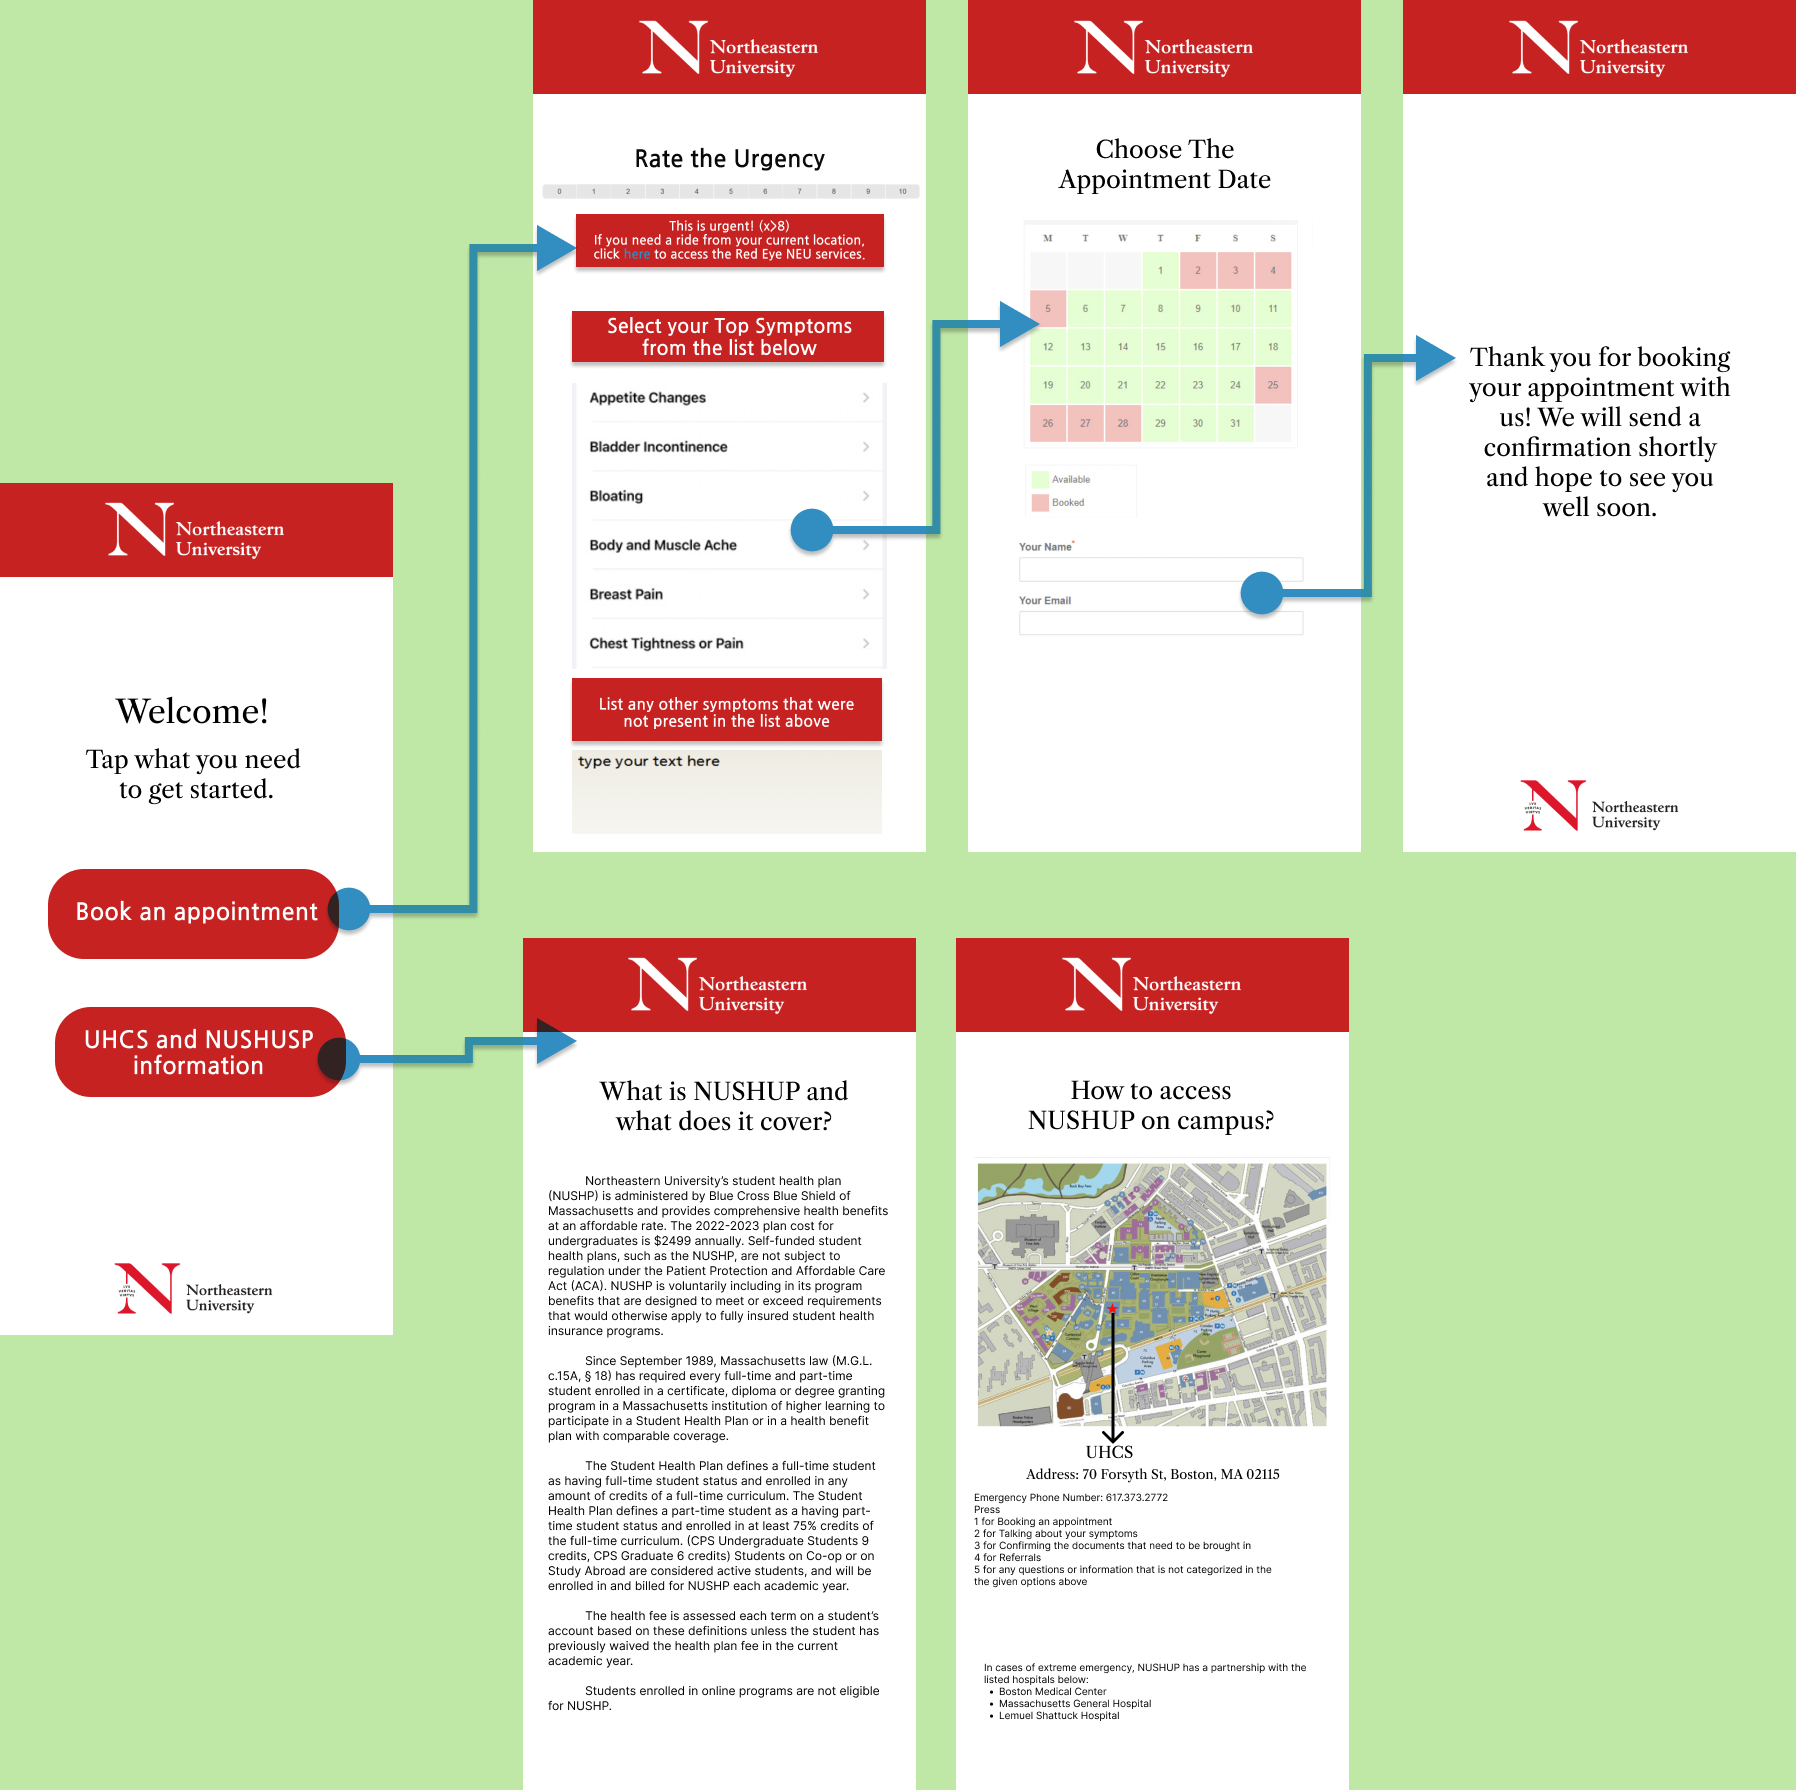 Northeastern
University
Welcome!
Tap what you need
to get started.
Book an appointment
UHCS and NUSHUSP
information
Northeastern
University
Northeastern
University
Rate the Urgency
0 1 2 3 4 5 6 7 8 9 10
This is urgent! (x>8)
If you need a ride from your current location,
click here to access the Red Eye NEU services.
Select your Top Symptoms
from the list below
Appetite Changes
Bladder Incontinence
Bloating
Body and Muscle Ache
Breast Pain
Chest Tightness or Pain
List any other symptoms that were
not present in the list above
type your text here
Northeastern
University
Choose The
Appointment Date
M T W T F S S
1 2 3 4
5 6 7 8 9 10 11
12 13 14 15 16 17 18
19 20 21 22 23 24 25
26 27 28 29 30 31
Available
Booked
Your Name*
Your Email
Northeastern
University
Thank you for booking
your appointment with
us! We will send a
confirmation shortly
and hope to see you
well soon.
Northeastern
University
Northeastern
University
What is NUSHUP and
what does it cover?
Northeastern University's student health plan
(NUSHP) is administered by Blue Cross Blue Shield of
Massachusetts and provides comprehensive health benefits
at an affordable rate. The 2022-2023 plan cost for
undergraduates is $2499 annually. Self-funded student
health plans, such as the NUSHP, are not subject to
regulation under the Patient Protection and Affordable Care
Act (ACA). NUSHP is voluntarily including in its program
benefits that are designed to meet or exceed requirements
that would otherwise apply to fully insured student health
insurance programs.
Since September 1989, Massachusetts law (M.G.L.
c.15A, § 18) has required every full-time and part-time
student enrolled in a certificate, diploma or degree granting
program in a Massachusetts institution of higher learning to
participate in a Student Health Plan or in a health benefit
plan with comparable coverage.
The Student Health Plan defines a full-time student
as having full-time student status and enrolled in any
amount of credits of a full-time curriculum. The Student
Health Plan defines a part-time student as a having part-
time student status and enrolled in at least 75% credits of
the full-time curriculum. (CPS Undergraduate Students 9
credits, CPS Graduate 6 credits) Students on Co-op or on
Study Abroad are considered active students, and will be
enrolled in and billed for NUSHP each academic year.
The health fee is assessed each term on a student's
account based on these definitions unless the student has
previously waived the health plan fee in the current
academic year.
Students enrolled in online programs are not eligible
for NUSHP.
Northeastern
University
How to access
NUSHUP on campus?
UHCS
Address: 70 Forsyth St, Boston, MA 02115
Emergency Phone Number: 617.373.2772
Press
1 for Booking an appointment
2 for Talking about your symptoms
3 for Confirming the documents that need to be brought in
4 for Referrals
5 for any questions or information that is not categorized in the
the given options above
In cases of extreme emergency, NUSHUP has a partnership with the
listed hospitals below:
• Boston Medical Center
• Massachusetts General Hospital
• Lemuel Shattuck Hospital